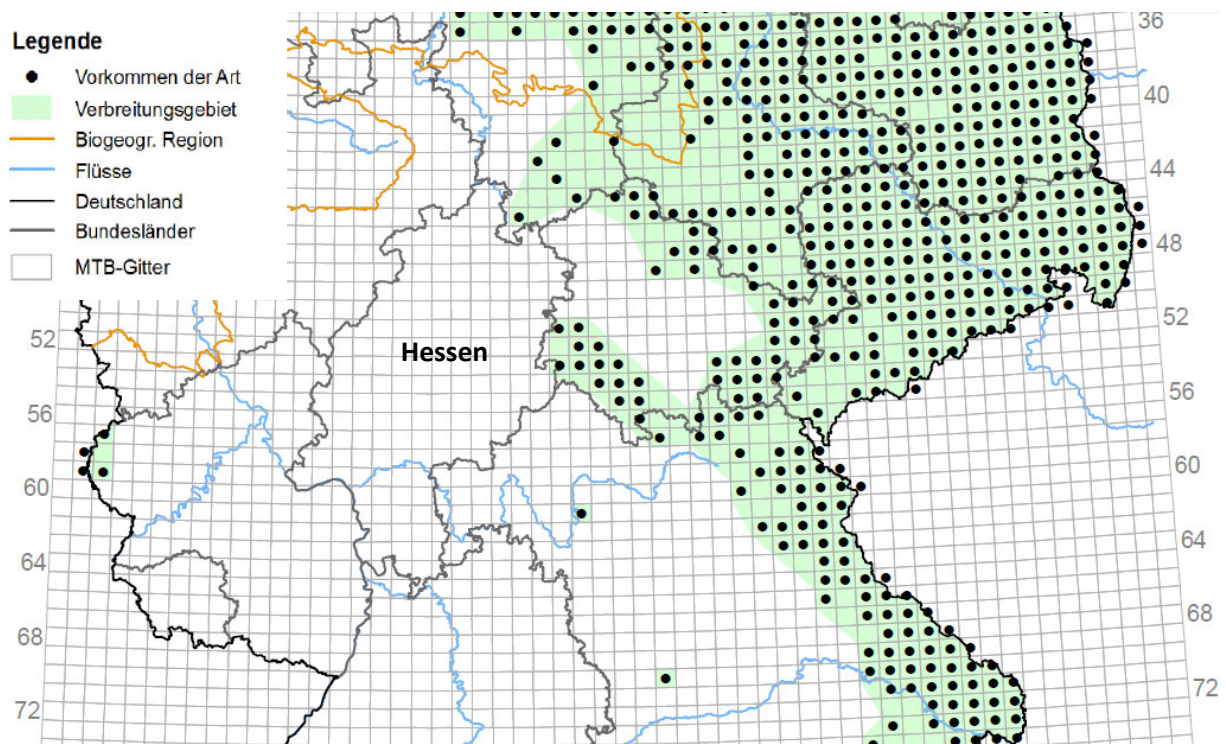 Legende
Vorkommen der Art
Verbreitungsgebiet
Biogeogr. Region
Flüsse
Deutschland
Bundesländer
MTB-Gitter
36
40
44
48
52
56
60
64
68
72
52
56
60
64
68
72
Hessen